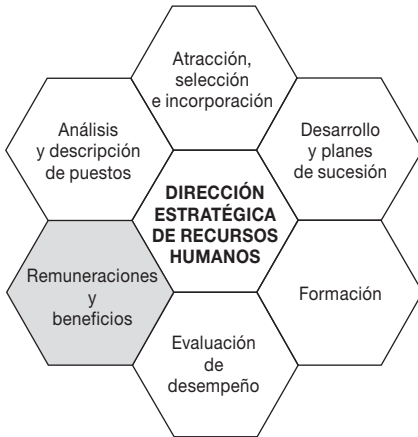 Atracción,
selección
e incorporación
Análisis
y descripción
de puestos
Desarrollo
y planes
de sucesión
DIRECCIÓN
ESTRATÉGICA
DE RECURSOS
HUMANOS
Remuneraciones
y
beneficios
Formación
Evaluación
de
desempeño